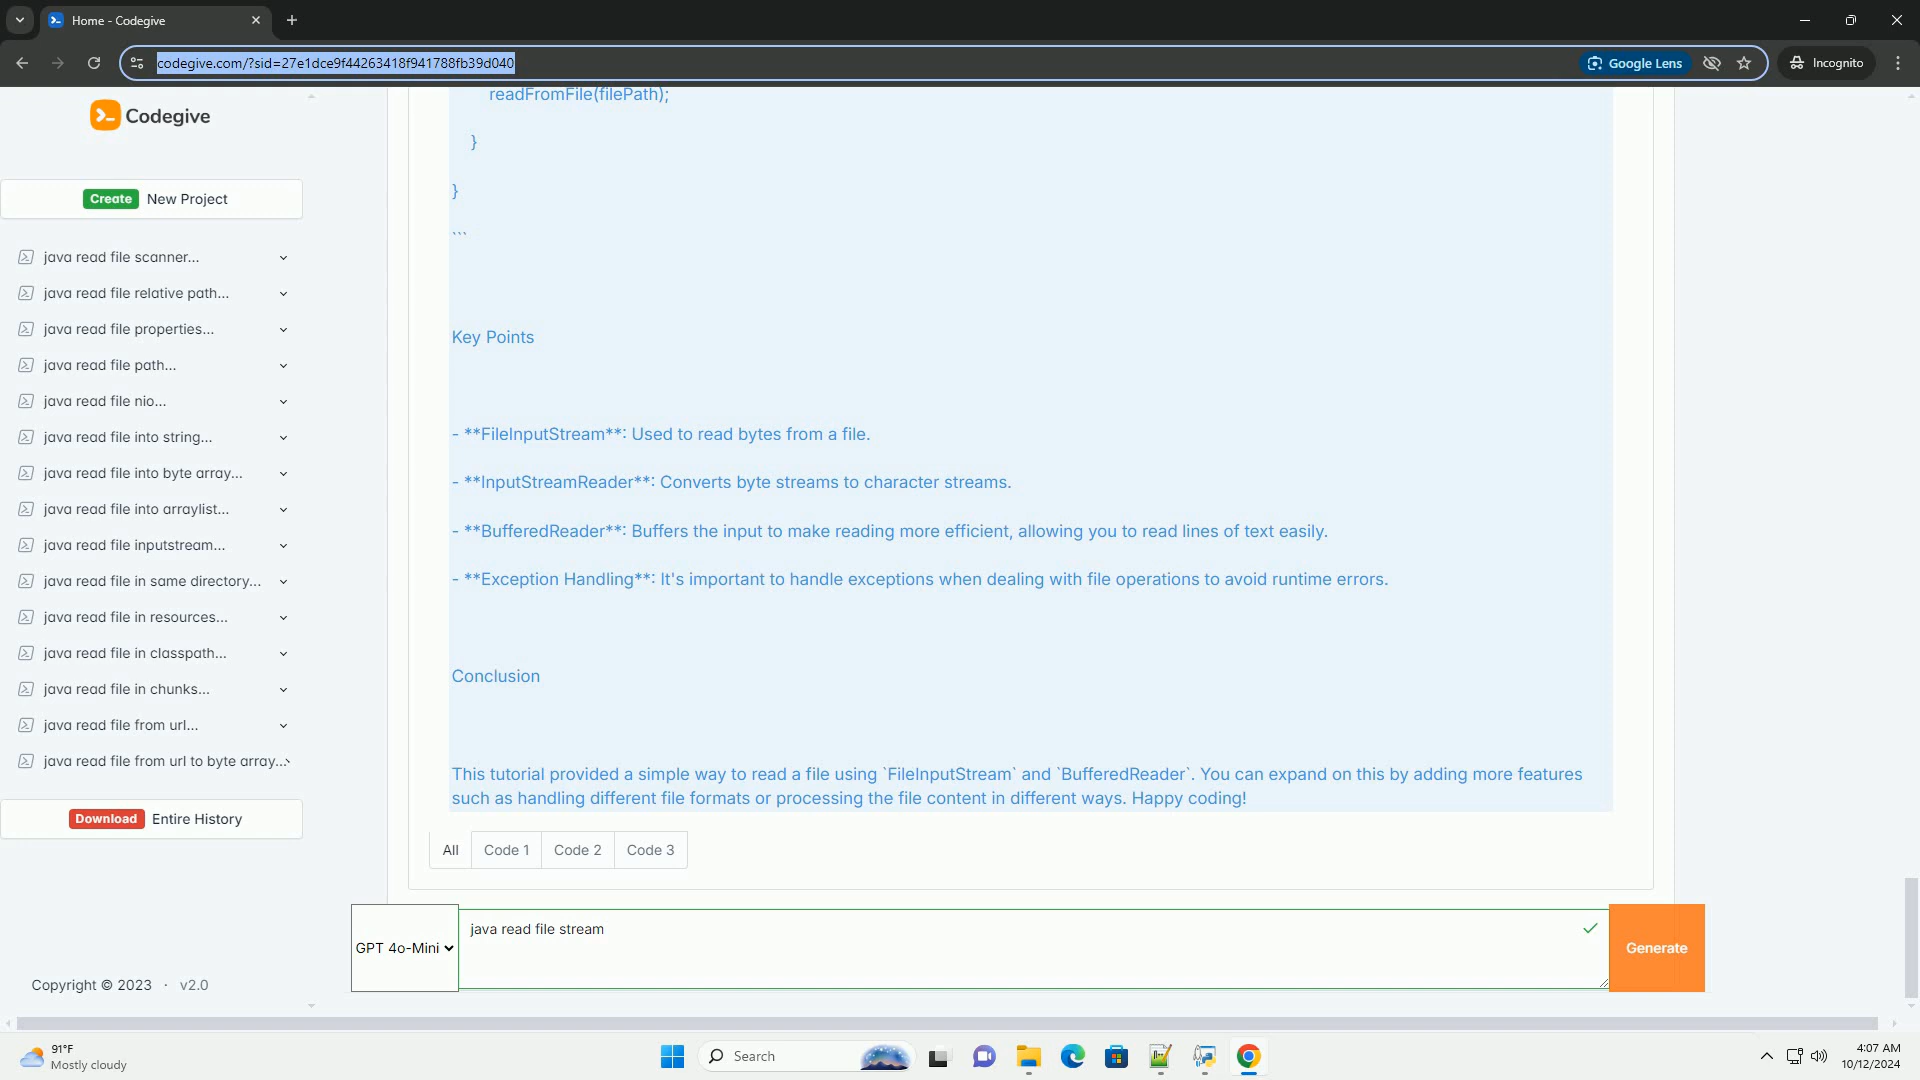 Home - Codegive
codegive.com/?sid=27e1dce9f44263418f941788fb39d040
Google Lens
Incognito
Codegive
Create New Project
java read file scanner...
java read file relative path...
java read file properties...
java read file path...
java read file nio...
java read file into string...
java read file into byte array...
java read file into arraylist...
java read file inputstream...
java read file in same directory...
java read file in resources...
java read file in classpath...
java read file in chunks...
java read file from url...
java read file from url to byte array...
Download Entire History
Copyright © 2023 · v2.0
readFromFile(filePath);
}
}
```
Key Points
- **FileInputStream**: Used to read bytes from a file.
- **InputStreamReader**: Converts byte streams to character streams.
- **BufferedReader**: Buffers the input to make reading more efficient, allowing you to read lines of text easily.
- **Exception Handling**: It's important to handle exceptions when dealing with file operations to avoid runtime errors.
Conclusion
This tutorial provided a simple way to read a file using `FileInputStream` and `BufferedReader`. You can expand on this by adding more features
such as handling different file formats or processing the file content in different ways. Happy coding!
All Code 1 Code 2 Code 3
GPT 4o-Mini
java read file stream
Generate
91°F
Mostly cloudy
Search
4:07 AM
10/12/2024